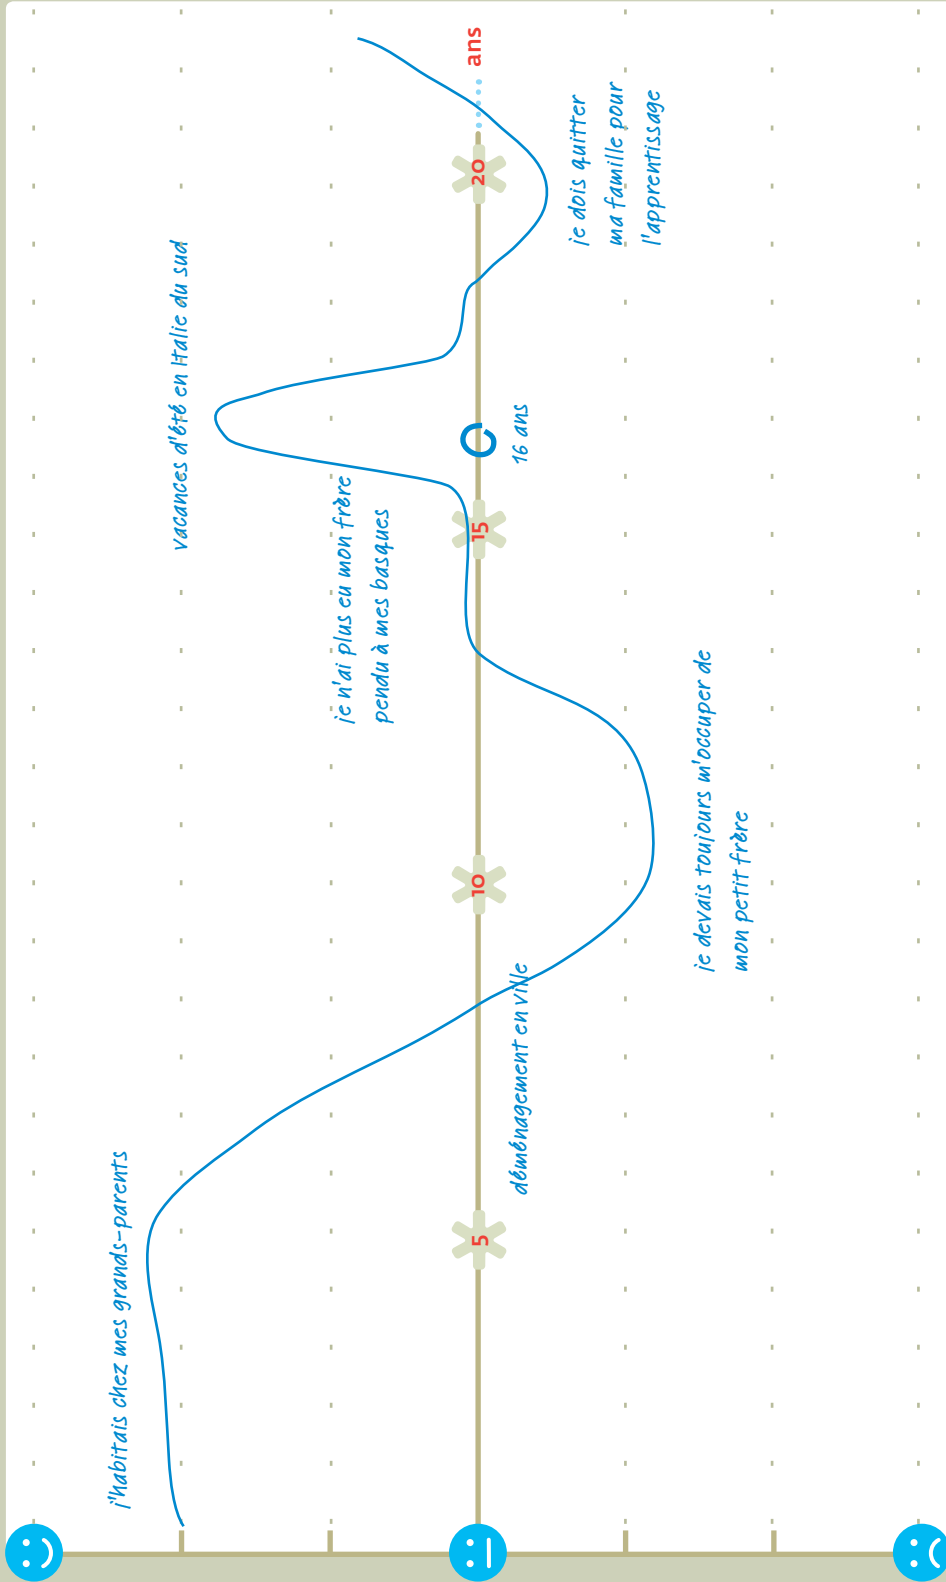 j'habitais chez mes grands-parents
vacances d'été en Italie du sud
je n'ai plus eu mon frère
pendu à mes basques
5
10
15
20
ans
déménagement en ville
16 ans
je dois quitter
ma famille pour
l'apprentissage
je devais toujours m'occuper de
mon petit frère